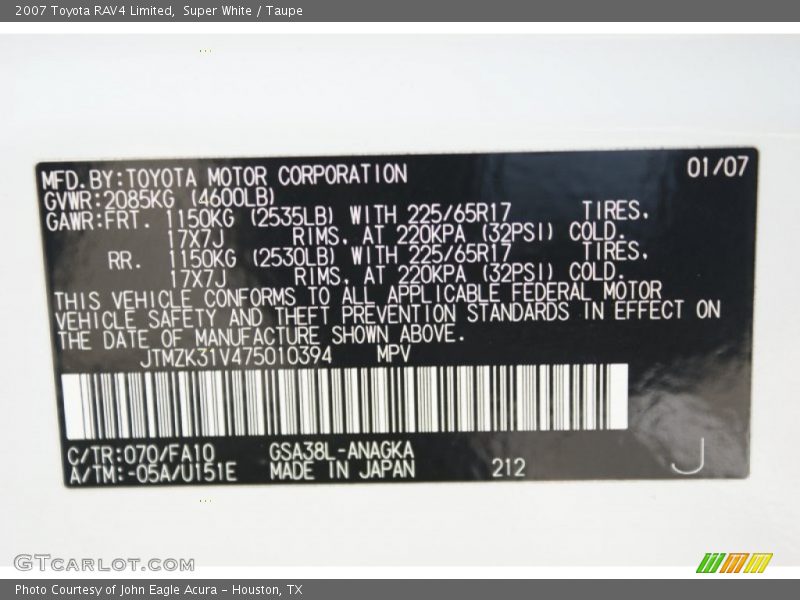 2007 Toyota RAV4 Limited, Super White / Taupe
MFD.BY:TOYOTA MOTOR CORPORATION 01/07
GVWR:2085KG (4600LB)
GAWR:FRT. 1150KG (2535LB) WITH 225/65R17 TIRES.
17X7J RIMS. AT 220KPA (32PSI) COLD.
RR. 1150KG (2530LB) WITH 225/65R17 TIRES.
17X7J RIMS. AT 220KPA (32PSI) COLD.
THIS VEHICLE CONFORMS TO ALL APPLICABLE FEDERAL MOTOR
VEHICLE SAFETY AND THEFT PREVENTION STANDARDS IN EFFECT ON
THE DATE OF MANUFACTURE SHOWN ABOVE.
JTMZK31V475010394 MPV
C/TR:070/FA10 GSA38L-ANAGKA
A/TM:-05A/U151E MADE IN JAPAN 212 J
GTCarlot.com
Photo Courtesy of John Eagle Acura - Houston, TX